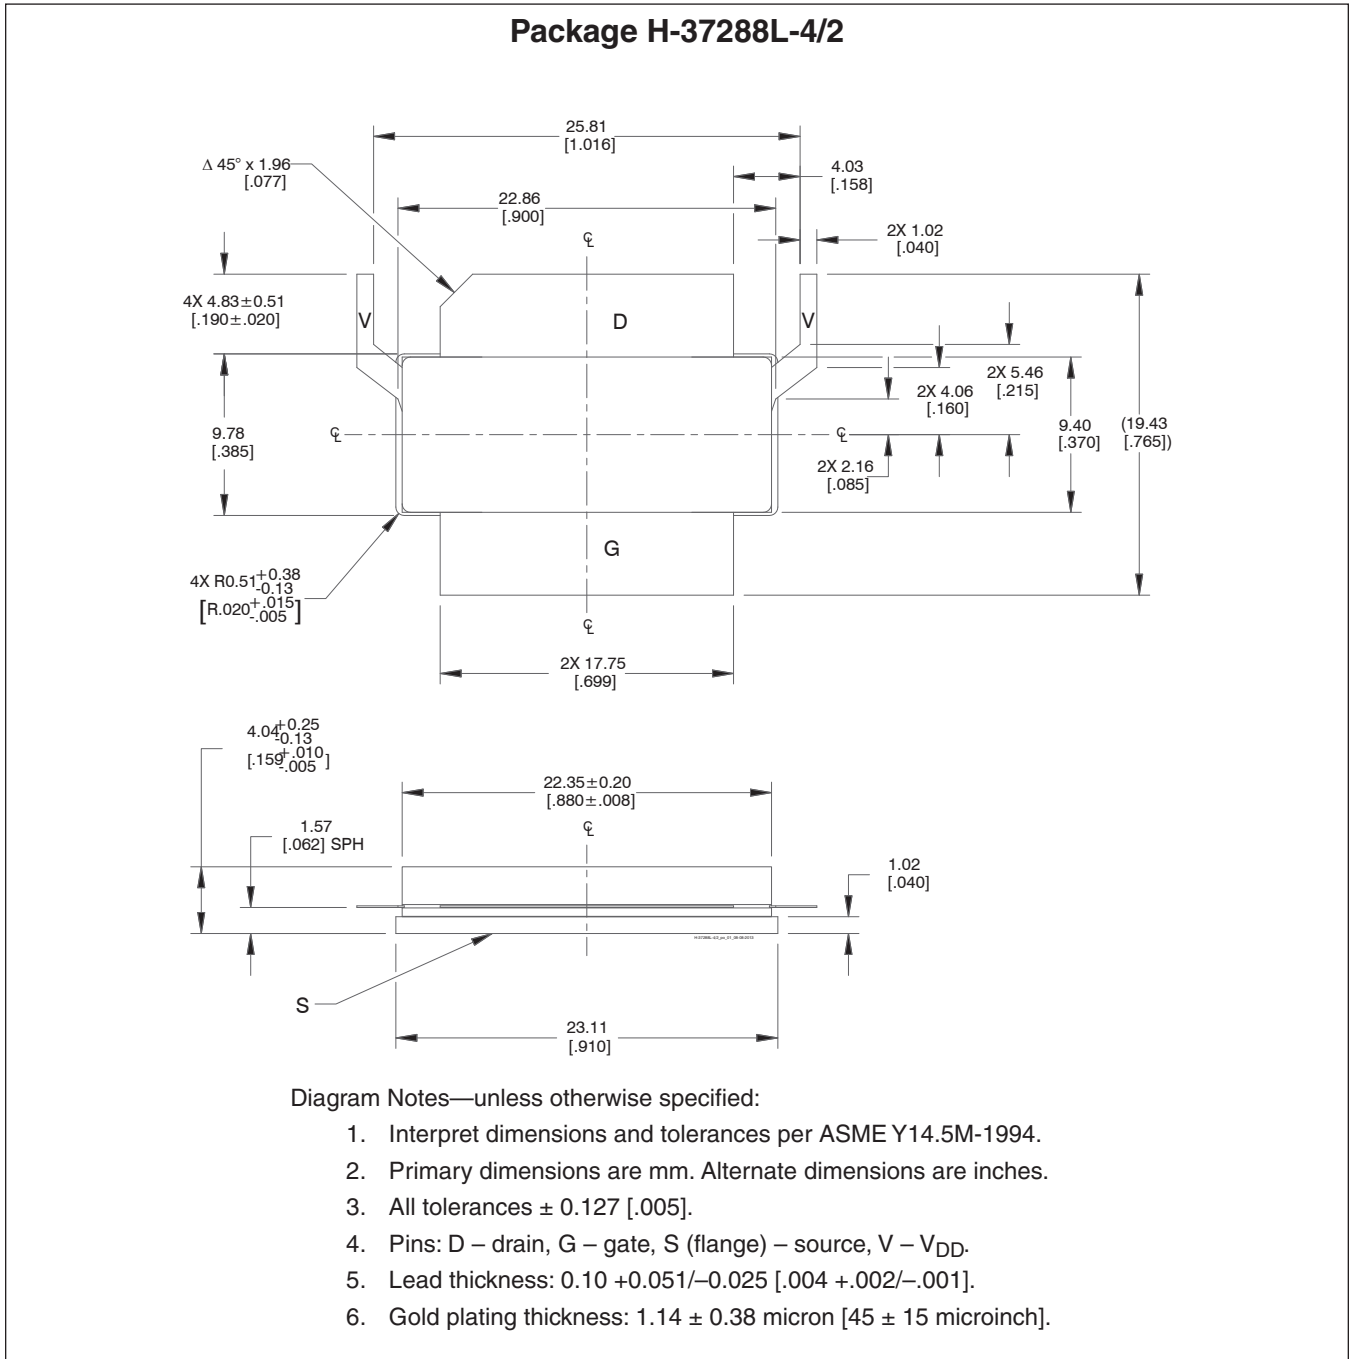 Package H-37288L-4/2
25.81
[1.016]
∆ 45° x 1.96
[.077]
4.03
[.158]
22.86
[.900]
2X 1.02
[.040]
℄
4X 4.83±0.51
[.190±.020]
V
D
V
2X 5.46
[.215]
2X 4.06
[.160]
9.78
[.385]
℄
℄
9.40
[.370]
(19.43
[.765])
2X 2.16
[.085]
G
4X R0.51+0.38
-0.13
[R.020+.015
-.005]
℄
2X 17.75
[.699]
4.04+0.25
-0.13
[.159+.010
-.005]
22.35±0.20
[.880±.008]
℄
1.57
[.062] SPH
1.02
[.040]
S
23.11
[.910]
Diagram Notes—unless otherwise specified:
1. Interpret dimensions and tolerances per ASME Y14.5M-1994.
2. Primary dimensions are mm. Alternate dimensions are inches.
3. All tolerances ± 0.127 [.005].
4. Pins: D – drain, G – gate, S (flange) – source, V – VDD.
5. Lead thickness: 0.10 +0.051/–0.025 [.004 +.002/–.001].
6. Gold plating thickness: 1.14 ± 0.38 micron [45 ± 15 microinch].